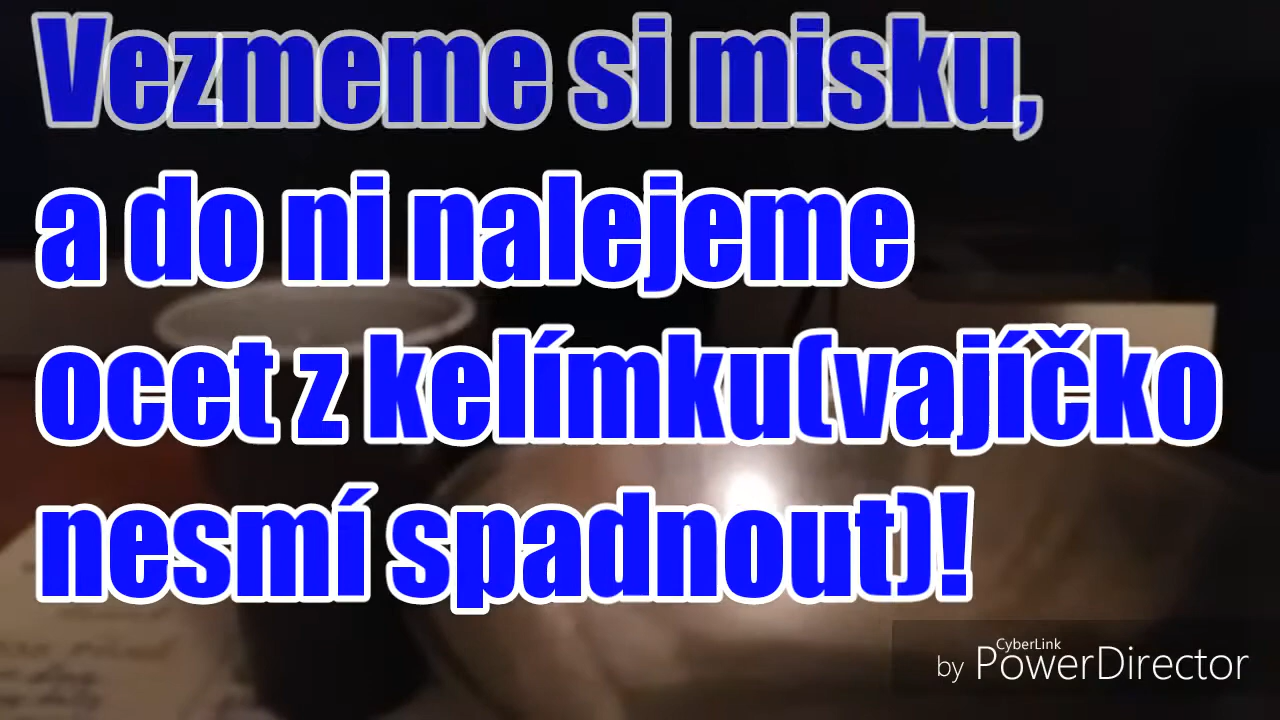 Vezmeme si misku,
a do ni nalejeme
ocet z kelímku(vajíčko
nesmí spadnout)!
CyberLink
by PowerDirector